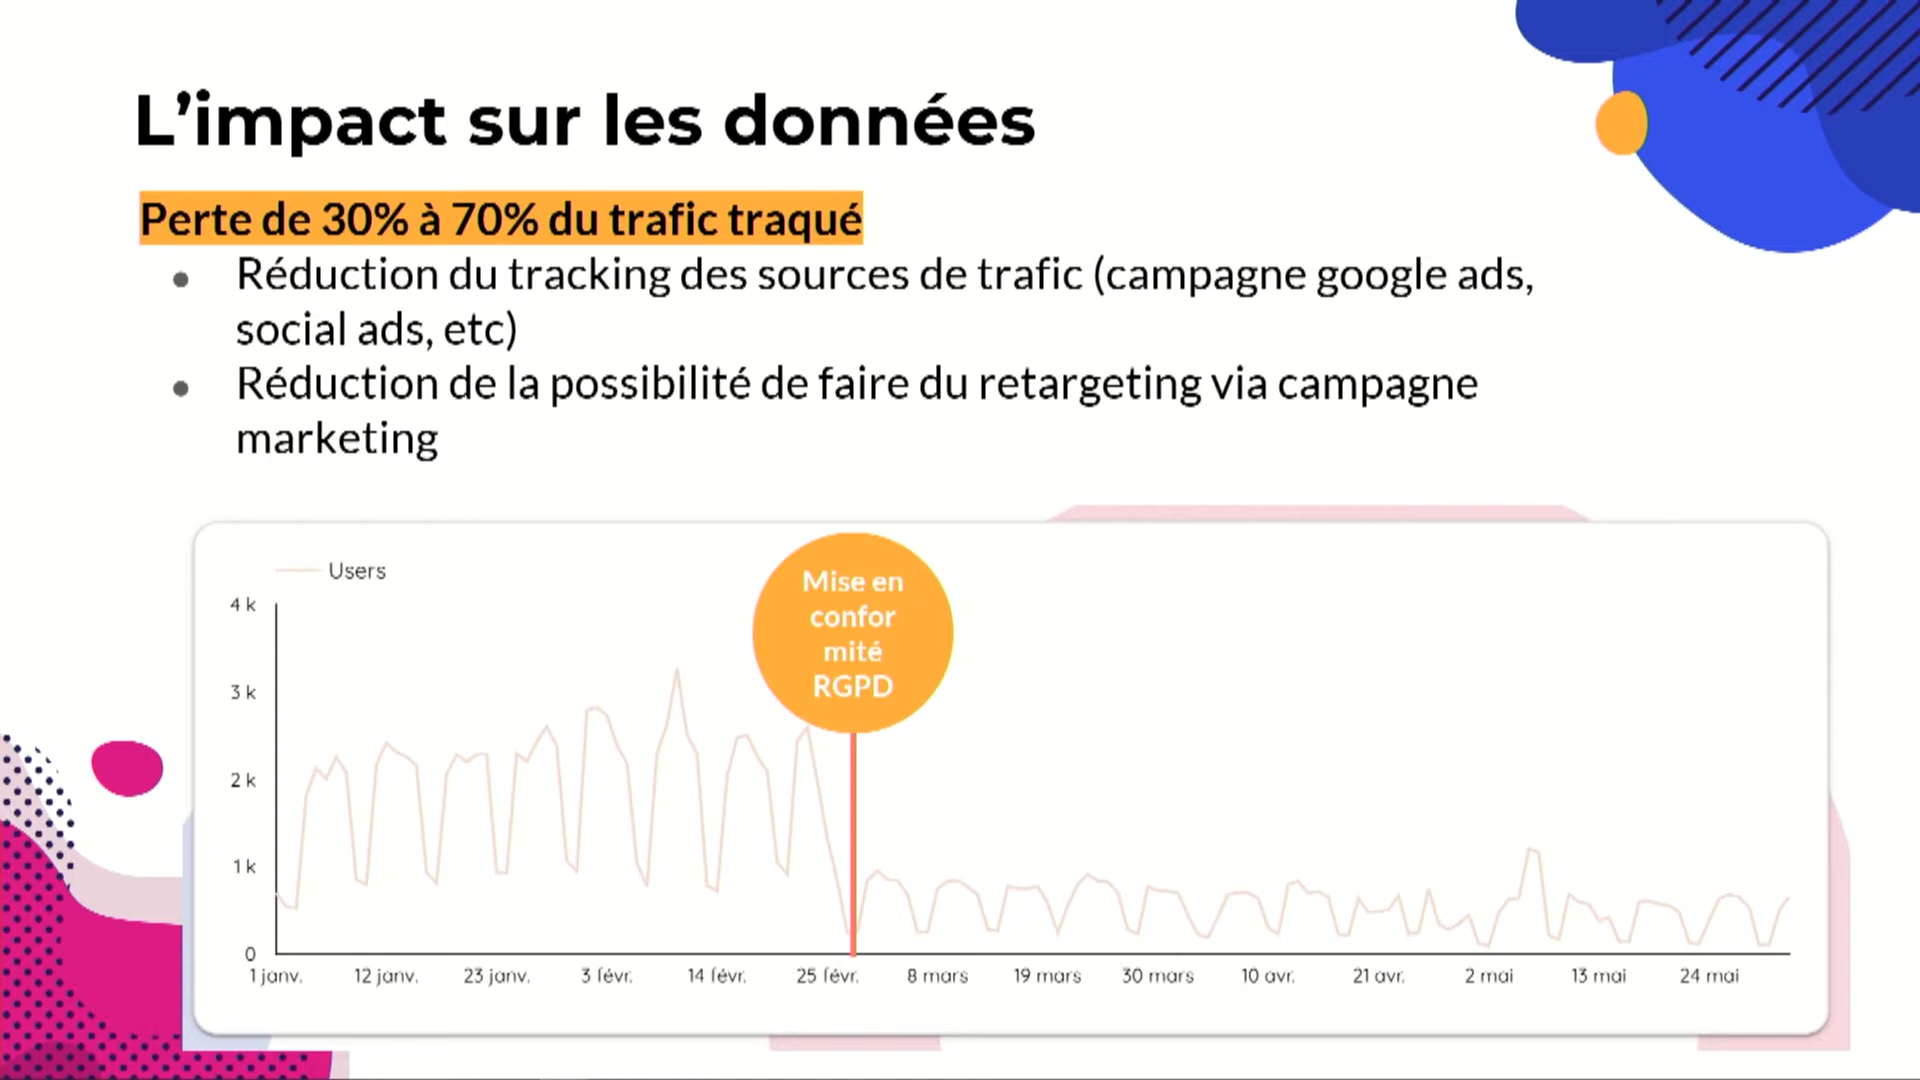 L’impact sur les données
Perte de 30% à 70% du trafic traqué
● Réduction du tracking des sources de trafic (campagne google ads,
social ads, etc)
● Réduction de la possibilité de faire du retargeting via campagne
marketing
Users
Mise en
confor
mité
RGPD
4 k
3 k
2 k
1 k
0
1 janv. 12 janv. 23 janv. 3 févr. 14 févr. 25 févr. 8 mars 19 mars 30 mars 10 avr. 21 avr. 2 mai 13 mai 24 mai